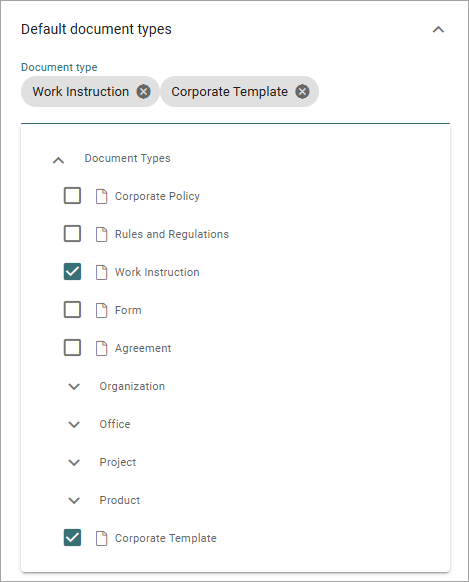 Default document types
Document type
Work Instruction Corporate Template
Document Types
Corporate Policy
Rules and Regulations
Work Instruction
Form
Agreement
Organization
Office
Project
Product
Corporate Template